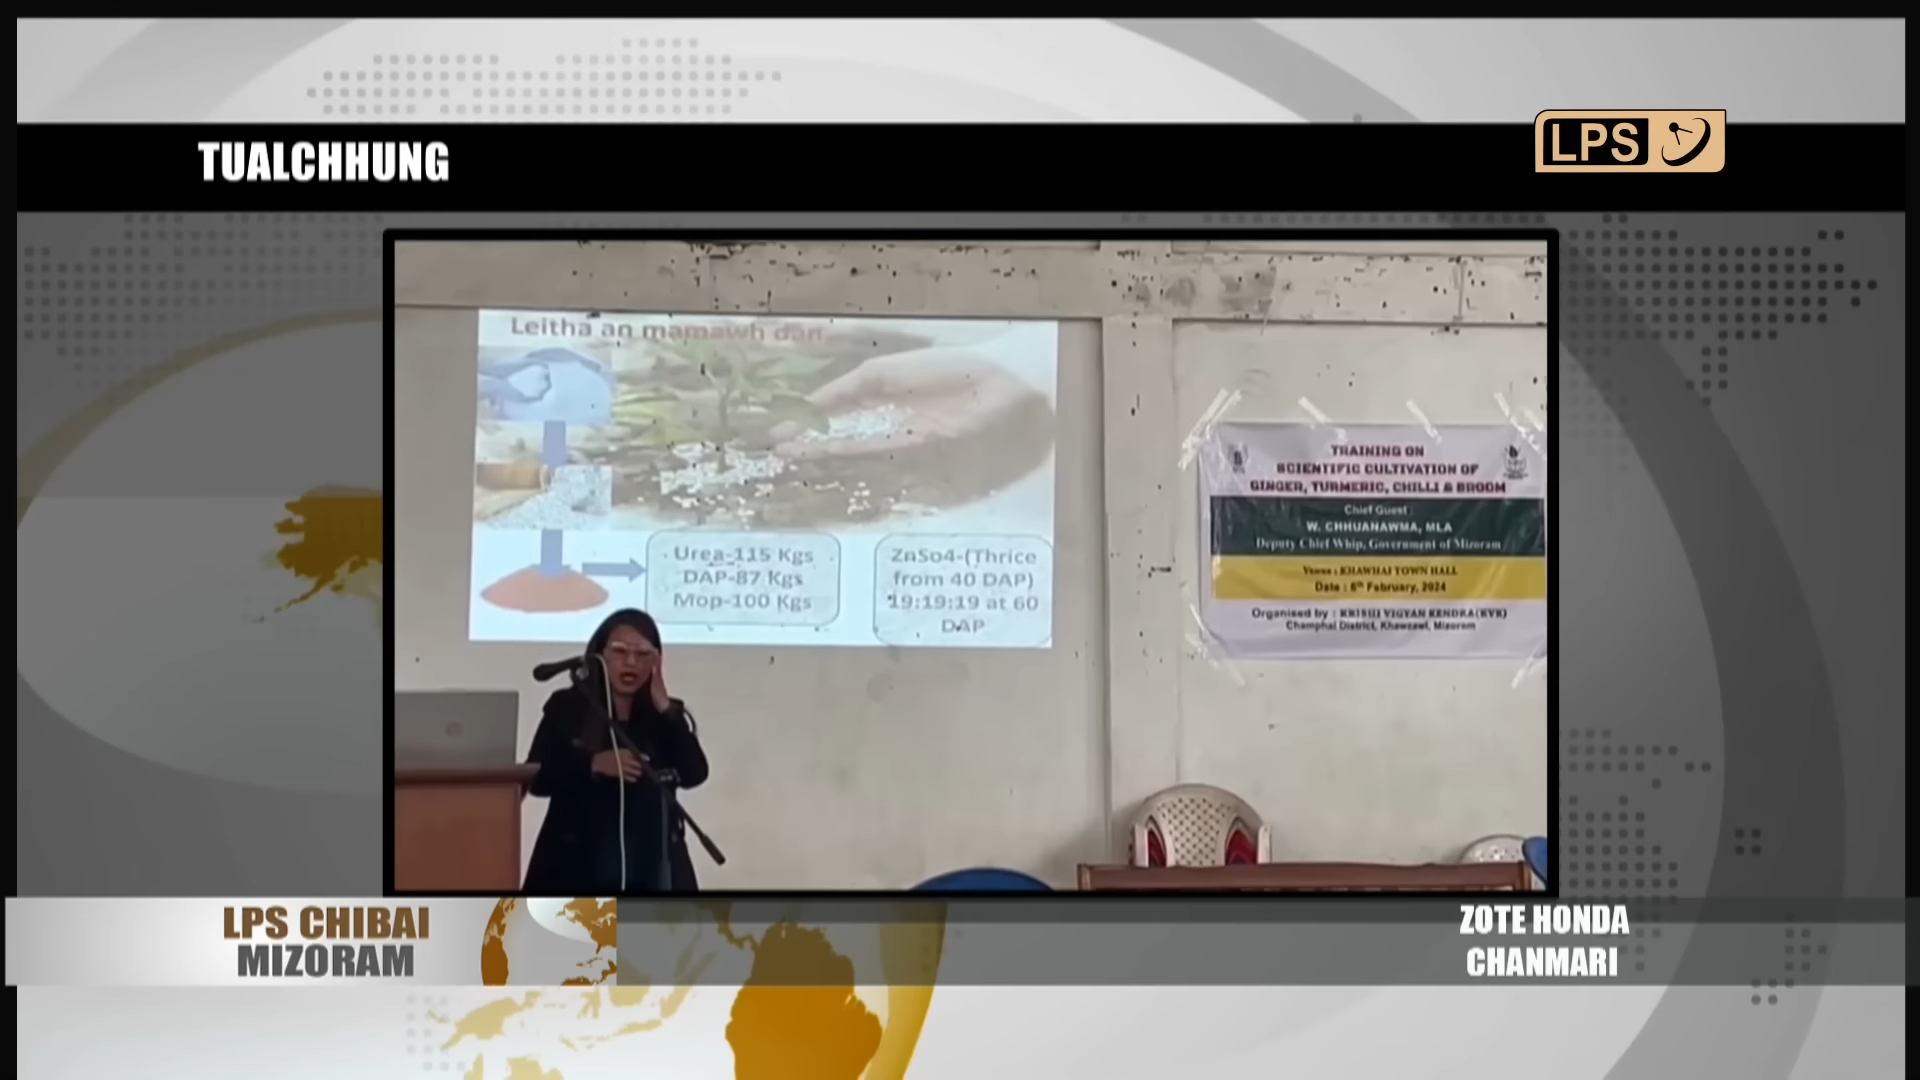 TUALCHHUNG
LPS
Leitha an mamawh dan
Urea-115 Kgs
DAP-87 Kgs
Mop-100 Kgs
ZnSo4-(Thrice
from 40 DAP)
19:19:19 at 60
DAP
TRAINING ON
SCIENTIFIC CULTIVATION OF
GINGER, TURMERIC, CHILLI & BROOM
Chief Guest :
W. CHHUANAWMA, MLA
Deputy Chief Whip, Government of Mizoram
Venue : KHAWHAI TOWN HALL
Date : 6th February, 2024
Organised by : KRISHI VIGYAN KENDRA(KVK)
Champhai District, Khawzawl, Mizoram
LPS CHIBAI
MIZORAM
ZOTE HONDA
CHANMARI